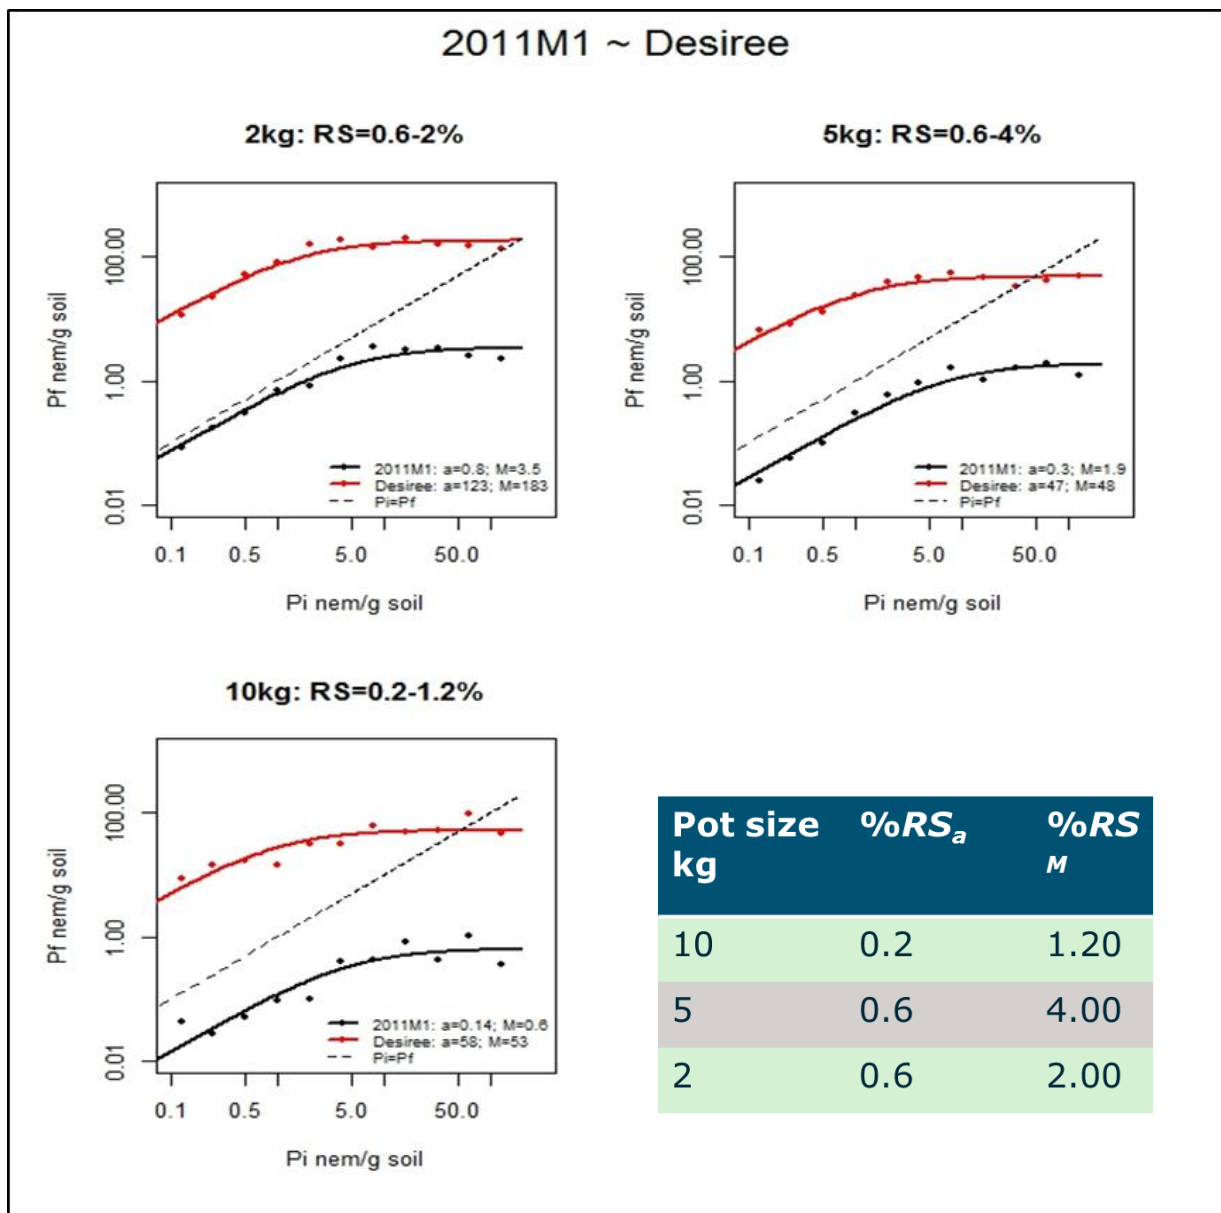 2011M1 ~ Desiree
2kg: RS=0.6-2%
Pf nem/g soil
100.00
1.00
0.01
2011M1: a=0.8; M=3.5
Desiree: a=123; M=183
Pi=Pf
0.1 0.5 5.0 50.0
Pi nem/g soil
5kg: RS=0.6-4%
Pf nem/g soil
100.00
1.00
0.01
2011M1: a=0.3; M=1.9
Desiree: a=47; M=48
Pi=Pf
0.1 0.5 5.0 50.0
Pi nem/g soil
10kg: RS=0.2-1.2%
Pf nem/g soil
100.00
1.00
0.01
2011M1: a=0.14; M=0.6
Desiree: a=58; M=53
Pi=Pf
0.1 0.5 5.0 50.0
Pi nem/g soil
Pot size %RSa %RS
kg M
10 0.2 1.20
5 0.6 4.00
2 0.6 2.00